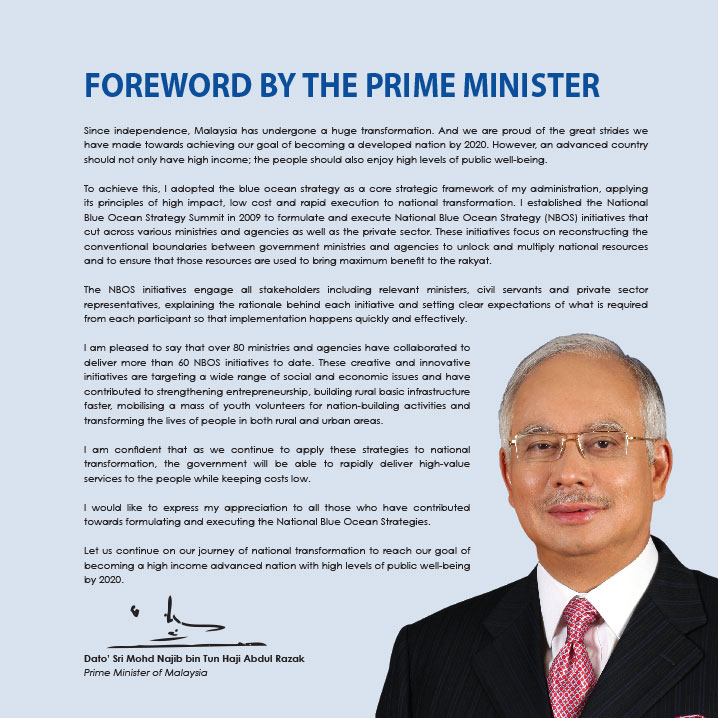 FOREWORD BY THE PRIME MINISTER
Since independence, Malaysia has undergone a huge transformation. And we are proud of the great strides we
have made towards achieving our goal of becoming a developed nation by 2020. However, an advanced country
should not only have high income; the people should also enjoy high levels of public well-being.
To achieve this, I adopted the blue ocean strategy as a core strategic framework of my administration, applying
its principles of high impact, low cost and rapid execution to national transformation. I established the National
Blue Ocean Strategy Summit in 2009 to formulate and execute National Blue Ocean Strategy (NBOS) initiatives that
cut across various ministries and agencies as well as the private sector. These initiatives focus on reconstructing the
conventional boundaries between government ministries and agencies to unlock and multiply national resources
and to ensure that those resources are used to bring maximum benefit to the rakyat.
The NBOS initiatives engage all stakeholders including relevant ministers, civil servants and private sector
representatives, explaining the rationale behind each initiative and setting clear expectations of what is required
from each participant so that implementation happens quickly and effectively.
I am pleased to say that over 80 ministries and agencies have collaborated to
deliver more than 60 NBOS initiatives to date. These creative and innovative
initiatives are targeting a wide range of social and economic issues and have
contributed to strengthening entrepreneurship, building rural basic infrastructure
faster, mobilising a mass of youth volunteers for nation-building activities and
transforming the lives of people in both rural and urban areas.
I am confident that as we continue to apply these strategies to national
transformation, the government will be able to rapidly deliver high-value
services to the people while keeping costs low.
I would like to express my appreciation to all those who have contributed
towards formulating and executing the National Blue Ocean Strategies.
Let us continue on our journey of national transformation to reach our goal of
becoming a high income advanced nation with high levels of public well-being
by 2020.
Dato' Sri Mohd Najib bin Tun Haji Abdul Razak
Prime Minister of Malaysia